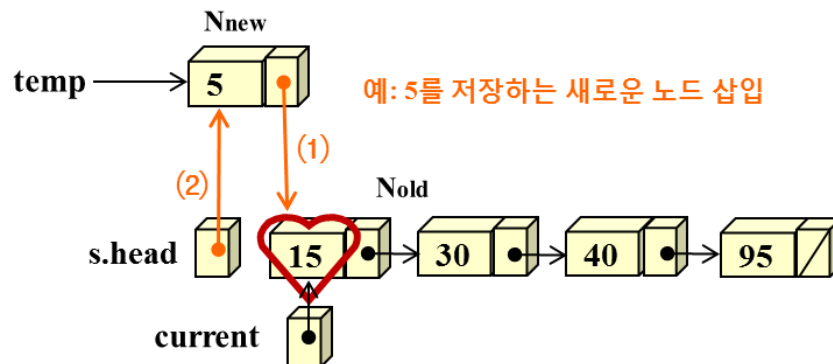 Nnew
temp
5
예: 5를 저장하는 새로운 노드 삽입
(1)
(2)
Nold
s.head
15
30
40
95
current